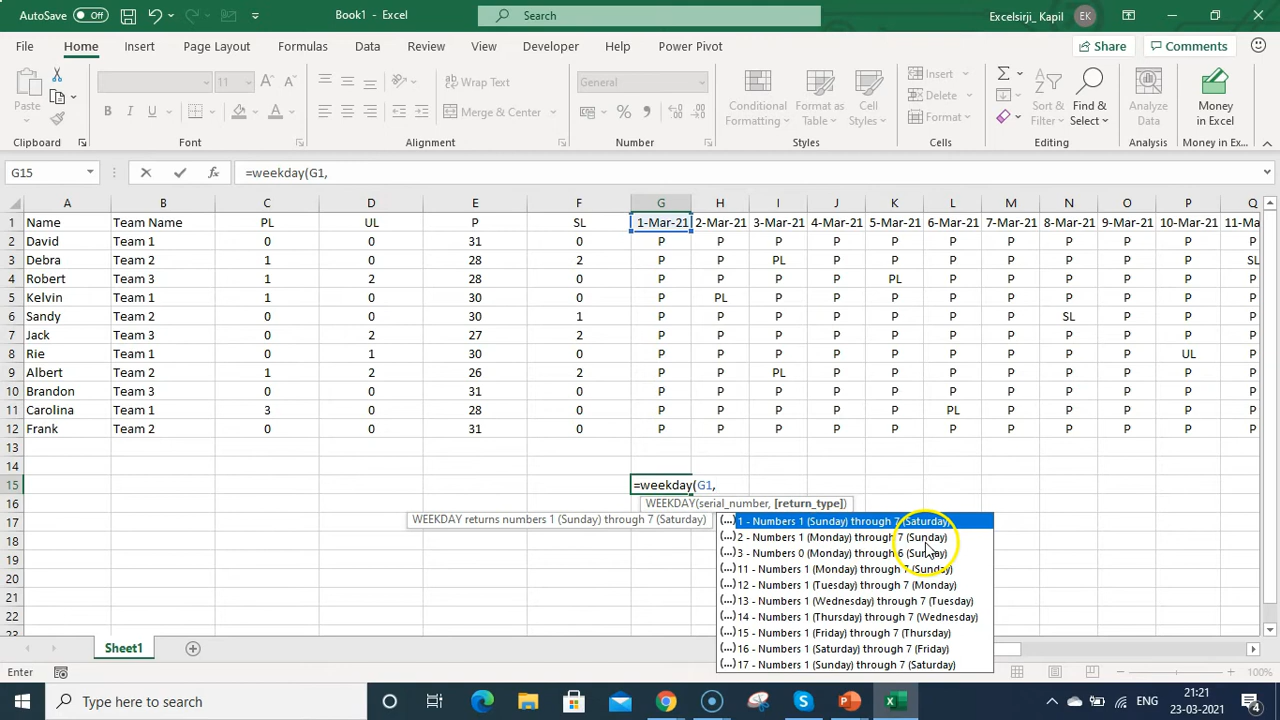 AutoSave Off Book1 - Excel Search Excelsirji_ Kapil EK
File Home Insert Page Layout Formulas Data Review View Developer Help Power Pivot Share Comments
Paste 11 B I U A A A Wrap Text Merge & Center General % Conditional Formatting Format as Table Cell Styles Insert Delete Format Sort & Filter Find & Select Analyze Data Money in Excel
Clipboard Font Alignment Number Styles Cells Editing Analysis Money in Ex...
G15 fx =weekday(G1,
A B C D E F G H I J K L M N O P Q
1 Name Team Name PL UL P SL 1-Mar-21 2-Mar-21 3-Mar-21 4-Mar-21 5-Mar-21 6-Mar-21 7-Mar-21 8-Mar-21 9-Mar-21 10-Mar-21 11-Ma
2 David Team 1 0 0 31 0 P P P P P P P P P P P
3 Debra Team 2 1 0 28 2 P P PL P P P P P P P SL
4 Robert Team 3 1 2 28 0 P P P P PL P P P P P P
5 Kelvin Team 1 1 0 30 0 P PL P P P P P P P P P
6 Sandy Team 2 0 0 30 1 P P P P P P P SL P P P
7 Jack Team 3 0 2 27 2 P P P P P P P P P P P
8 Rie Team 1 0 1 30 0 P P P P P P P P P UL P
9 Albert Team 2 1 2 26 2 P P PL P P P P P P P P
10 Brandon Team 3 0 0 31 0 P P P P P P P P P P P
11 Carolina Team 1 3 0 28 0 P P P P P PL P P P P P
12 Frank Team 2 0 0 31 0 P P P P P P P P P P P
13
14
15 =weekday(G1,
16 WEEKDAY(serial_number, [return_type])
17 WEEKDAY returns numbers 1 (Sunday) through 7 (Saturday) (...) 1 - Numbers 1 (Sunday) through 7 (Saturday)
18 (...) 2 - Numbers 1 (Monday) through 7 (Sunday)
(...) 3 - Numbers 0 (Monday) through 6 (Sunday)
19 (...) 11 - Numbers 1 (Monday) through 7 (Sunday)
20 (...) 12 - Numbers 1 (Tuesday) through 7 (Monday)
21 (...) 13 - Numbers 1 (Wednesday) through 7 (Tuesday)
22 (...) 14 - Numbers 1 (Thursday) through 7 (Wednesday)
23 (...) 15 - Numbers 1 (Friday) through 7 (Thursday)
Sheet1 (...) 16 - Numbers 1 (Saturday) through 7 (Friday)
(...) 17 - Numbers 1 (Sunday) through 7 (Saturday)
Enter 100%
Type here to search ENG 21:21
23-03-2021 4